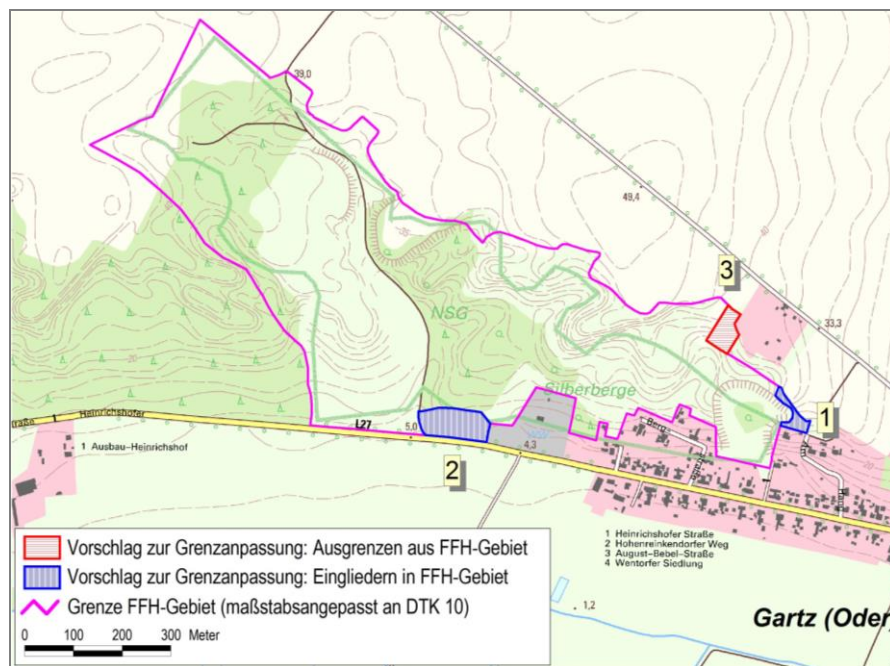 39,0
49,4
3
NSG
33,3
Silberberge
1
Heinrichshofer
L27
5,0
Berg-
straße
4,3
1 Ausbau-Heinrichshof
2
1 Heinrichshofer Straße
2 Hohenreinkendorfer Weg
3 August-Bebel-Straße
4 Wentorfer Siedlung
Vorschlag zur Grenzanpassung: Ausgrenzen aus FFH-Gebiet
Vorschlag zur Grenzanpassung: Eingliedern in FFH-Gebiet
Grenze FFH-Gebiet (maßstabsangepasst an DTK 10)
1,2
Gartz (Oder)
0 100 200 300 Meter